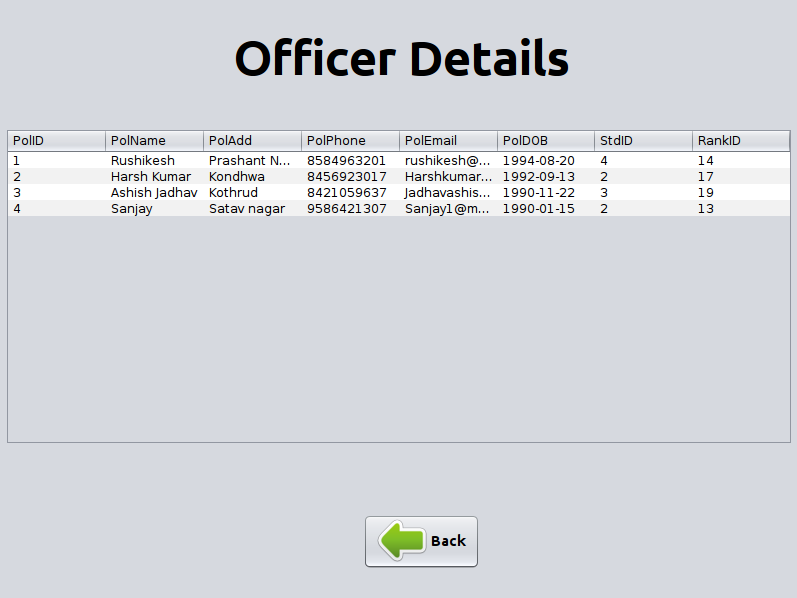 Officer Details
PolID PolName PolAdd PolPhone PolEmail PolDOB StdID RankID
1 Rushikesh Prashant N... 8584963201 rushikesh@... 1994-08-20 4 14
2 Harsh Kumar Kondhwa 8456923017 Harshkumar... 1992-09-13 2 17
3 Ashish Jadhav Kothrud 8421059637 Jadhavashis... 1990-11-22 3 19
4 Sanjay Satav nagar 9586421307 Sanjay1@m... 1990-01-15 2 13
Back